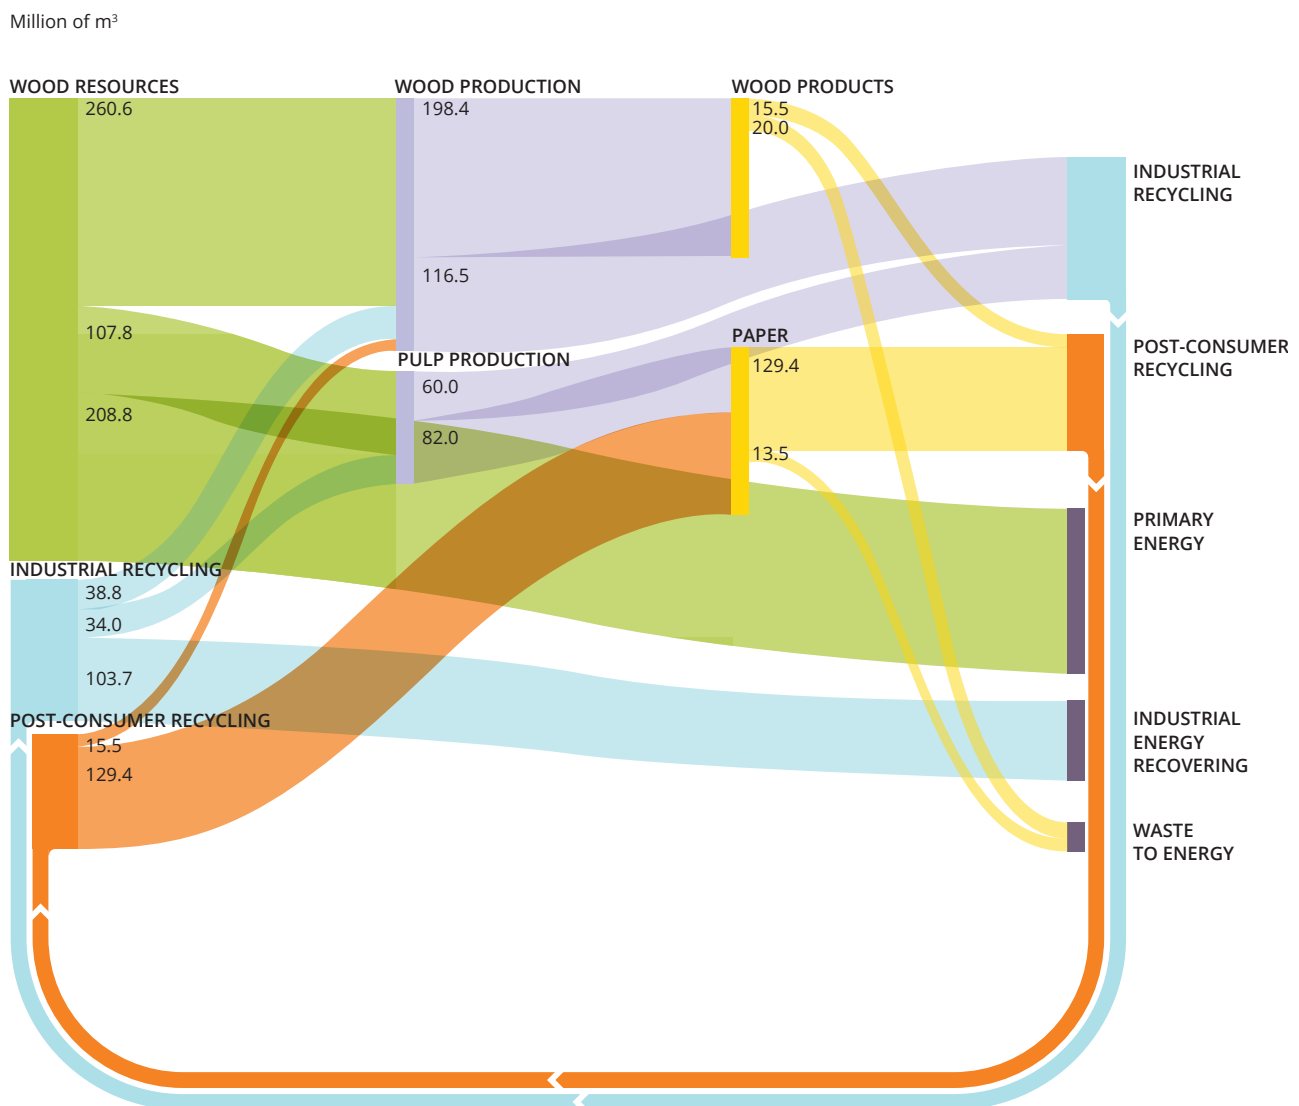 Million of m³
WOOD RESOURCES
260.6
107.8
208.8
INDUSTRIAL RECYCLING
38.8
34.0
103.7
POST-CONSUMER RECYCLING
15.5
129.4
WOOD PRODUCTION
198.4
116.5
PULP PRODUCTION
60.0
82.0
WOOD PRODUCTS
15.5
20.0
PAPER
129.4
13.5
INDUSTRIAL
RECYCLING
POST-CONSUMER
RECYCLING
PRIMARY
ENERGY
INDUSTRIAL
ENERGY
RECOVERING
WASTE
TO ENERGY